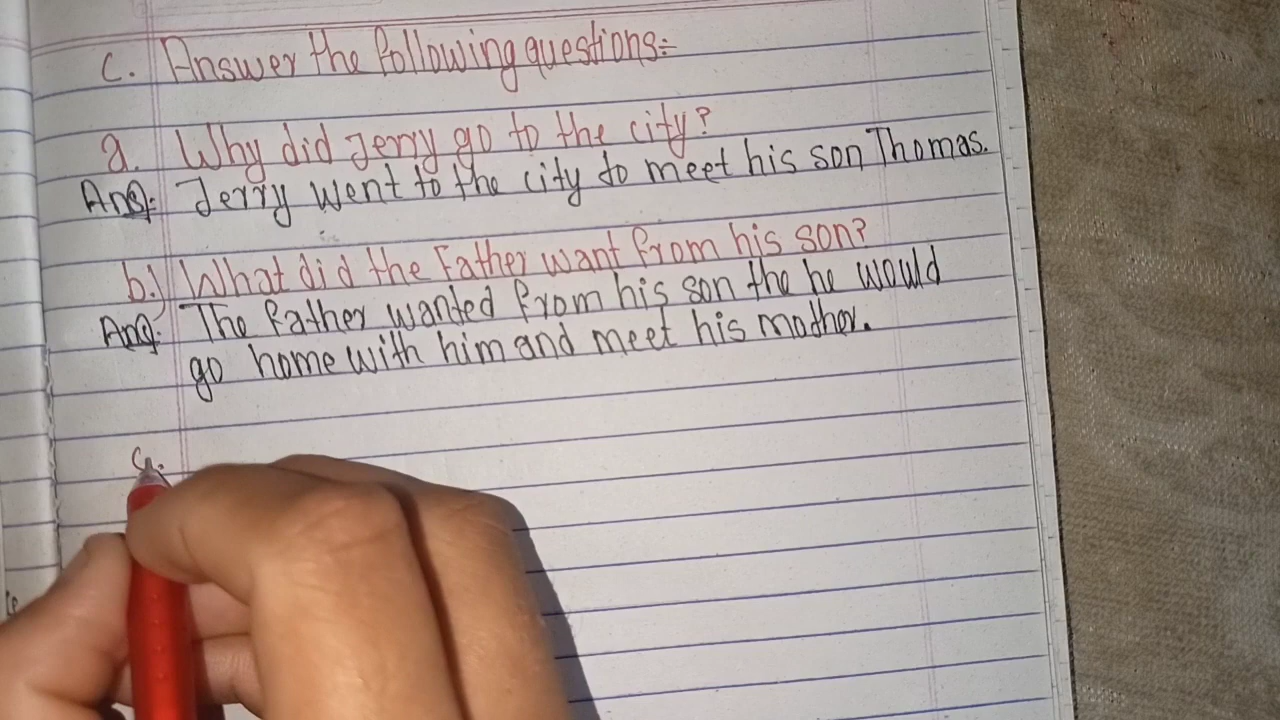 C. Answer the following questions:-
a. Why did Jerry go to the city?
Ans:- Jerry went to the city to meet his son Thomas.
b.) What did the Father want from his son?
Ans:- The father wanted from his son the he would
go home with him and meet his mother.
c.